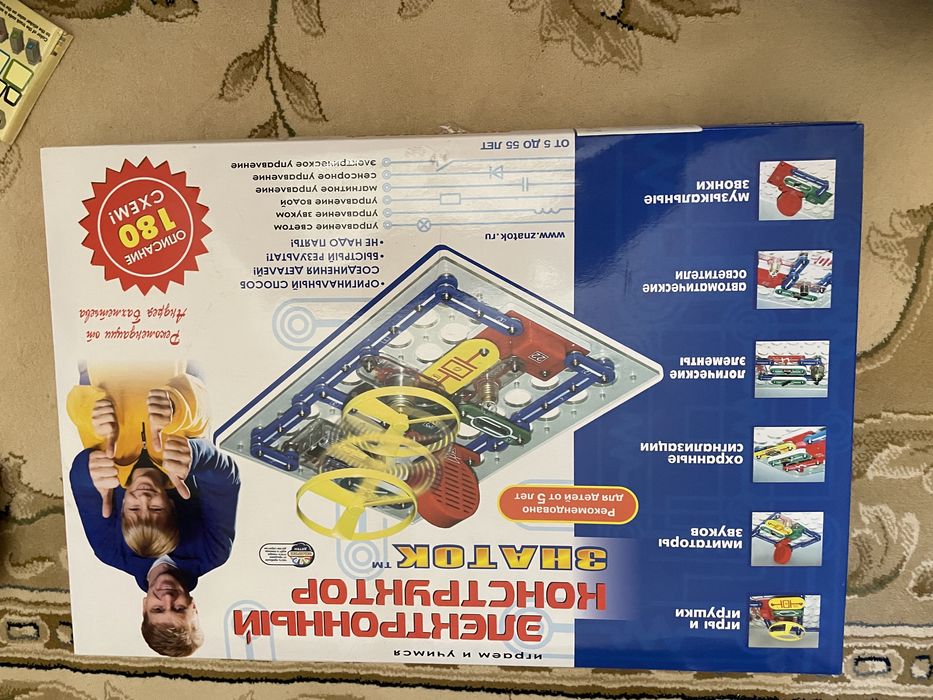 играем и учимся
ЭЛЕКТРОННЫЙ
КОНСТРУКТОР
ЗНАТОК™
Рекомендовано
для детей от 5 лет
игры и
игрушки
имитаторы
звуков
охранные
сигнализации
логические
элементы
автоматические
осветители
музыкальные
звонки
Рекомендации от
Андрея Бахметьева
ОПИСАНИЕ
180
СХЕМ!
•ОРИГИНАЛЬНЫЙ СПОСОБ
СОЕДИНЕНИЯ ДЕТАЛЕЙ!
•БЫСТРЫЙ РЕЗУЛЬТАТ!
•НЕ НАДО ПАЯТЬ!
www.znatok.ru
управление светом
управление звуком
управление водой
магнитное управление
сенсорное управление
электрическое управление
ОТ 5 ДО 55 ЛЕТ